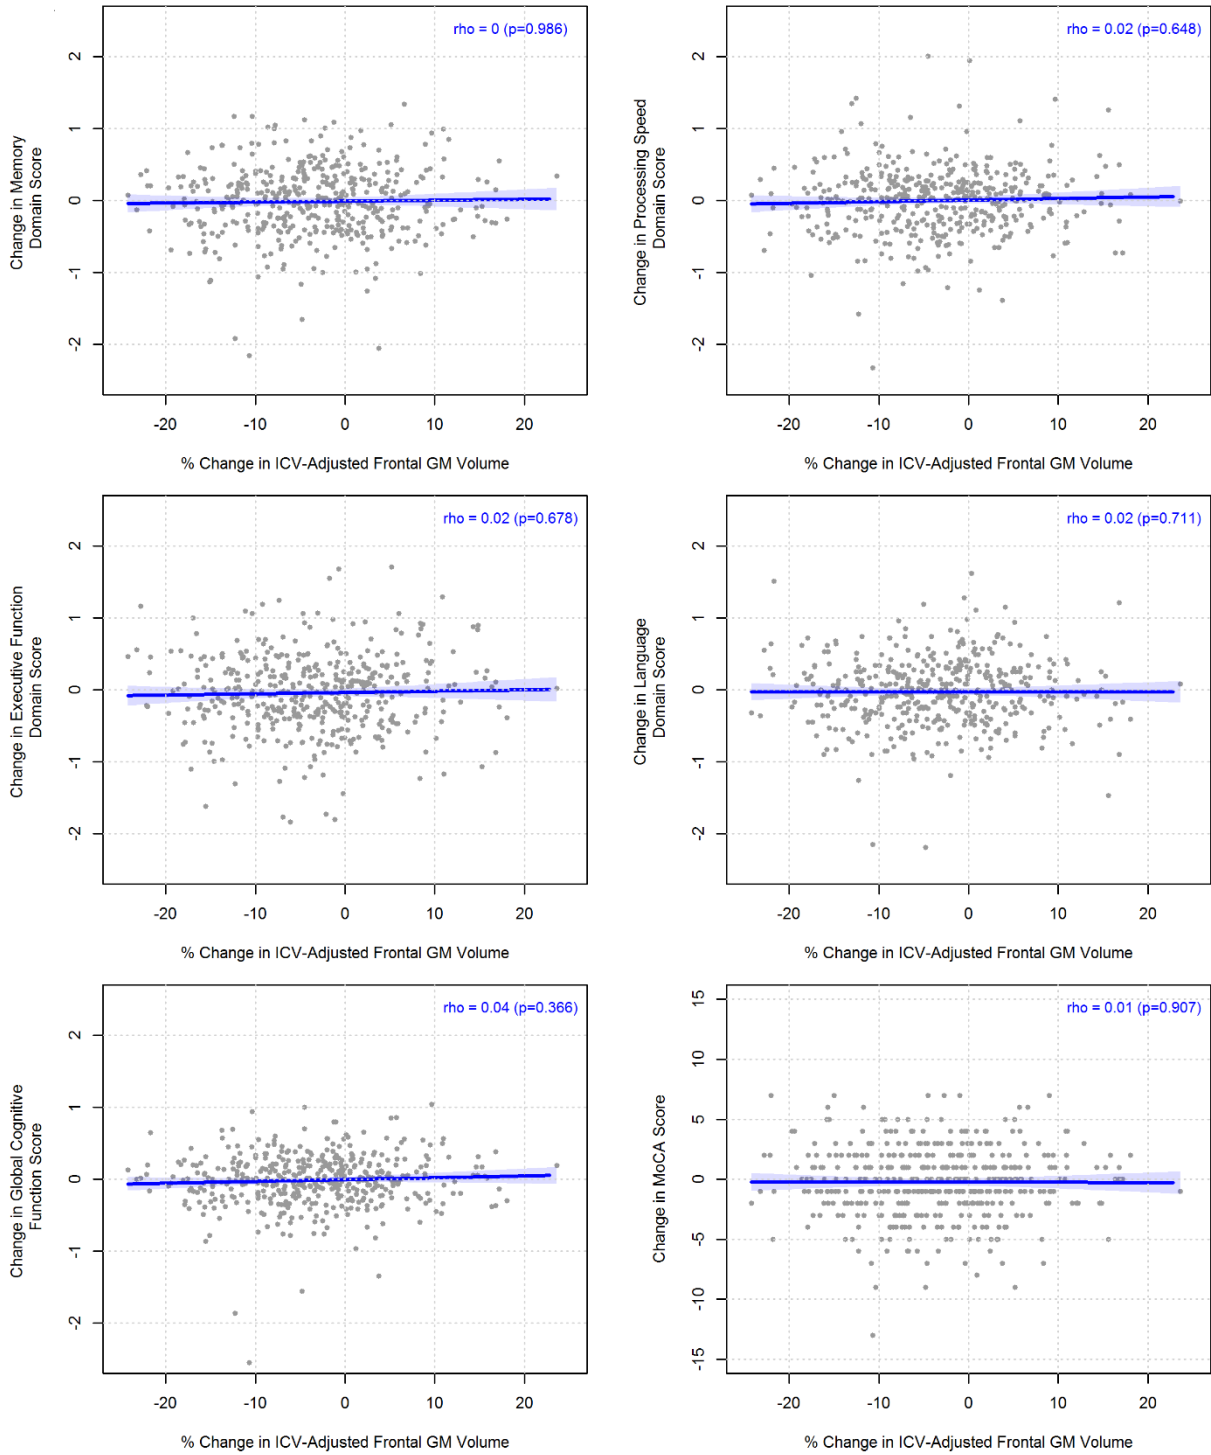 rho = 0 (p=0.986)
Change in Memory
Domain Score
2
1
0
-1
-2
-20 -10 0 10 20
% Change in ICV-Adjusted Frontal GM Volume
rho = 0.02 (p=0.648)
Change in Processing Speed
Domain Score
2
1
0
-1
-2
-20 -10 0 10 20
% Change in ICV-Adjusted Frontal GM Volume
rho = 0.02 (p=0.678)
Change in Executive Function
Domain Score
2
1
0
-1
-2
-20 -10 0 10 20
% Change in ICV-Adjusted Frontal GM Volume
rho = 0.02 (p=0.711)
Change in Language
Domain Score
2
1
0
-1
-2
-20 -10 0 10 20
% Change in ICV-Adjusted Frontal GM Volume
rho = 0.04 (p=0.366)
Change in Global Cognitive
Function Score
2
1
0
-1
-2
-20 -10 0 10 20
% Change in ICV-Adjusted Frontal GM Volume
rho = 0.01 (p=0.907)
Change in MoCA Score
15
10
5
0
-5
-10
-15
-20 -10 0 10 20
% Change in ICV-Adjusted Frontal GM Volume